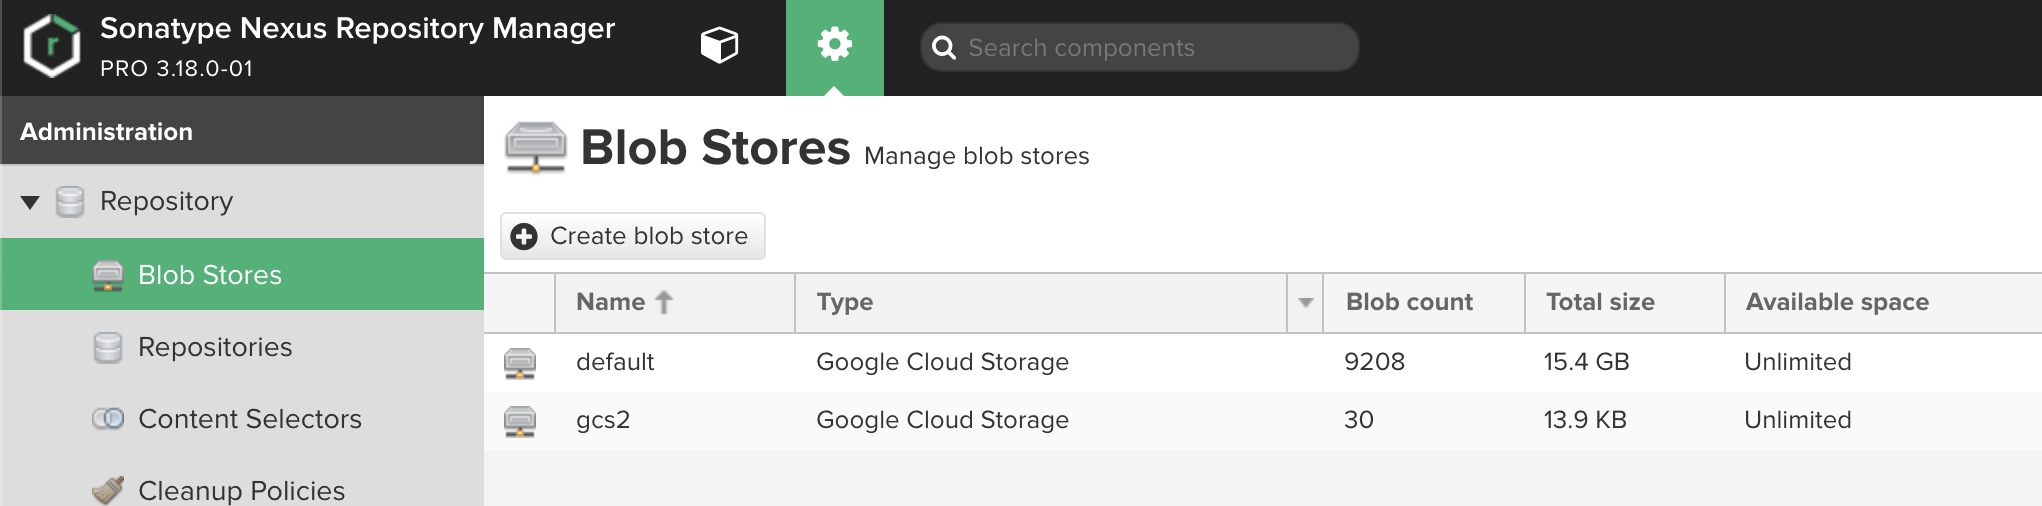 r
Sonatype Nexus Repository Manager
PRO 3.18.0-01
Search components
Administration
Repository
Blob Stores
Repositories
Content Selectors
Cleanup Policies
Blob Stores Manage blob stores
Create blob store
Name Type Blob count Total size Available space
default Google Cloud Storage 9208 15.4 GB Unlimited
gcs2 Google Cloud Storage 30 13.9 KB Unlimited